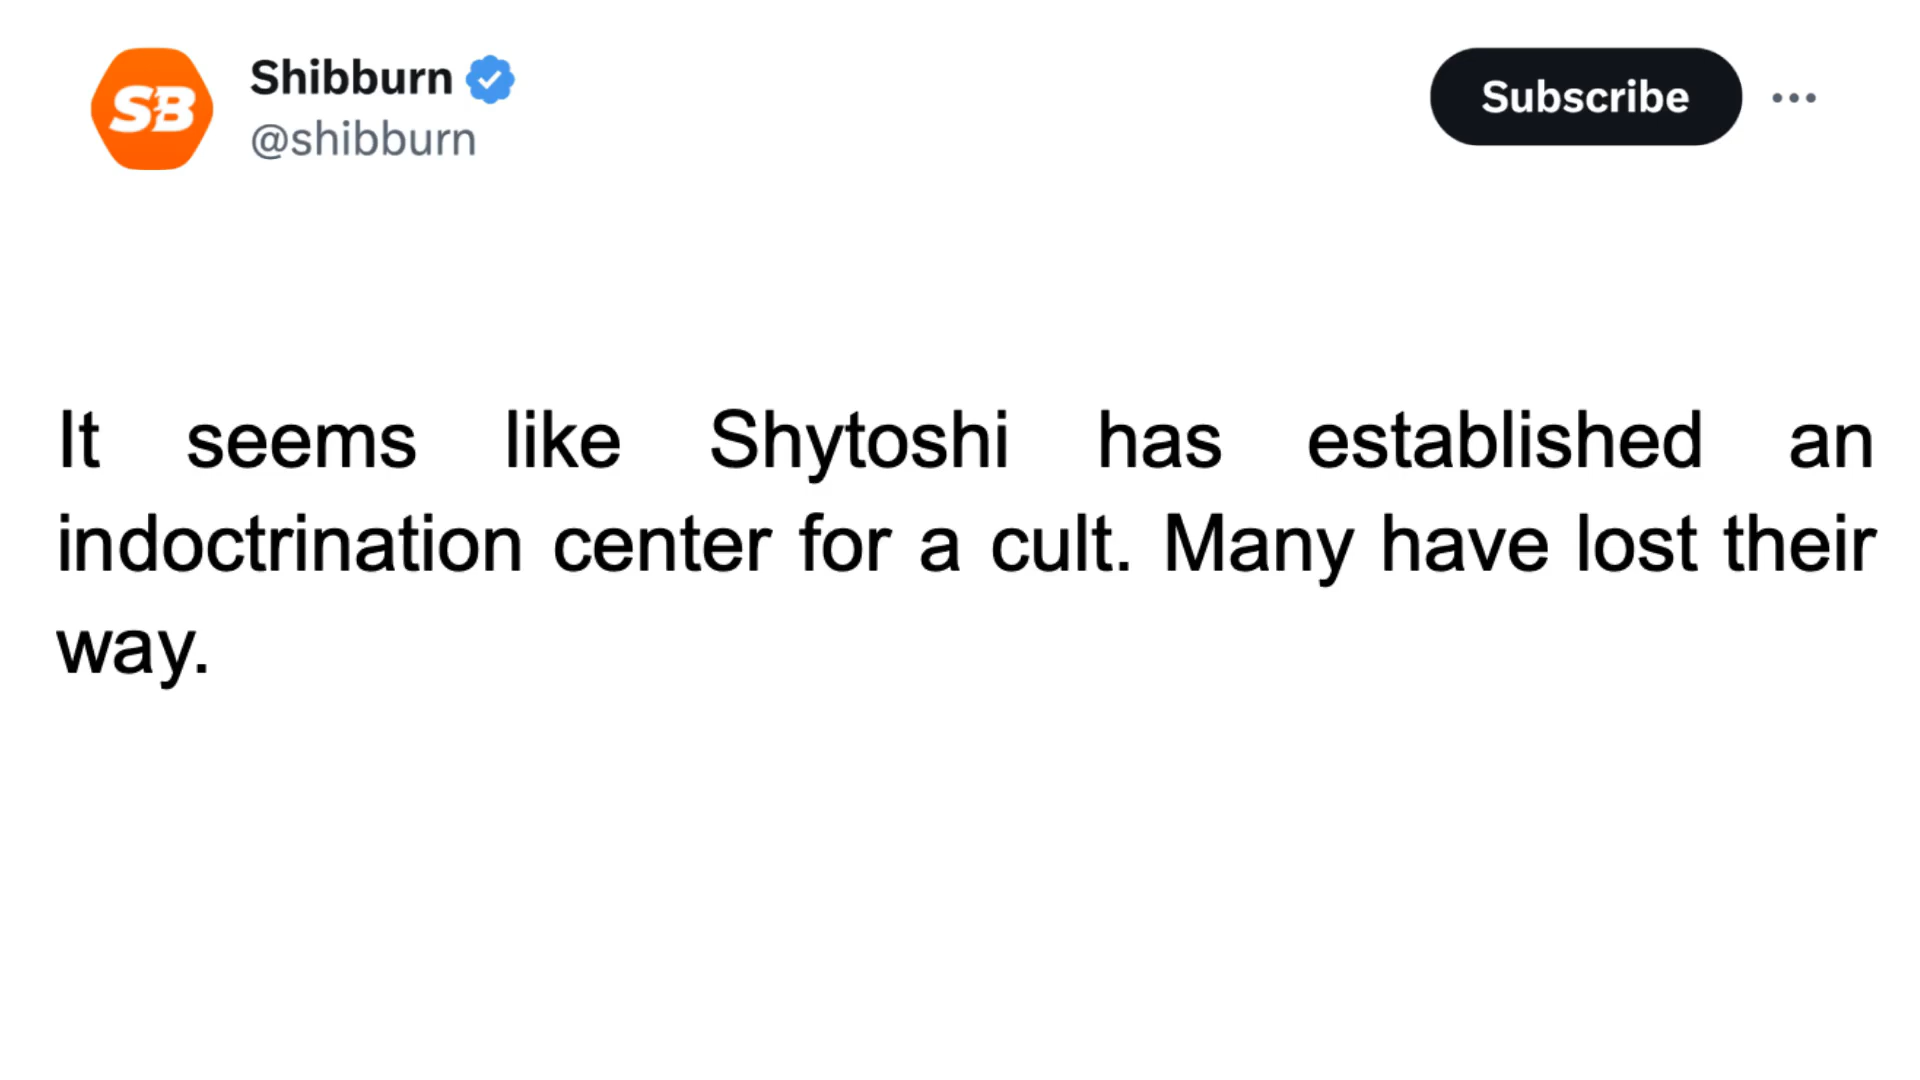 SB
Shibburn
@shibburn
Subscribe
It seems like Shytoshi has established an
indoctrination center for a cult. Many have lost their
way.